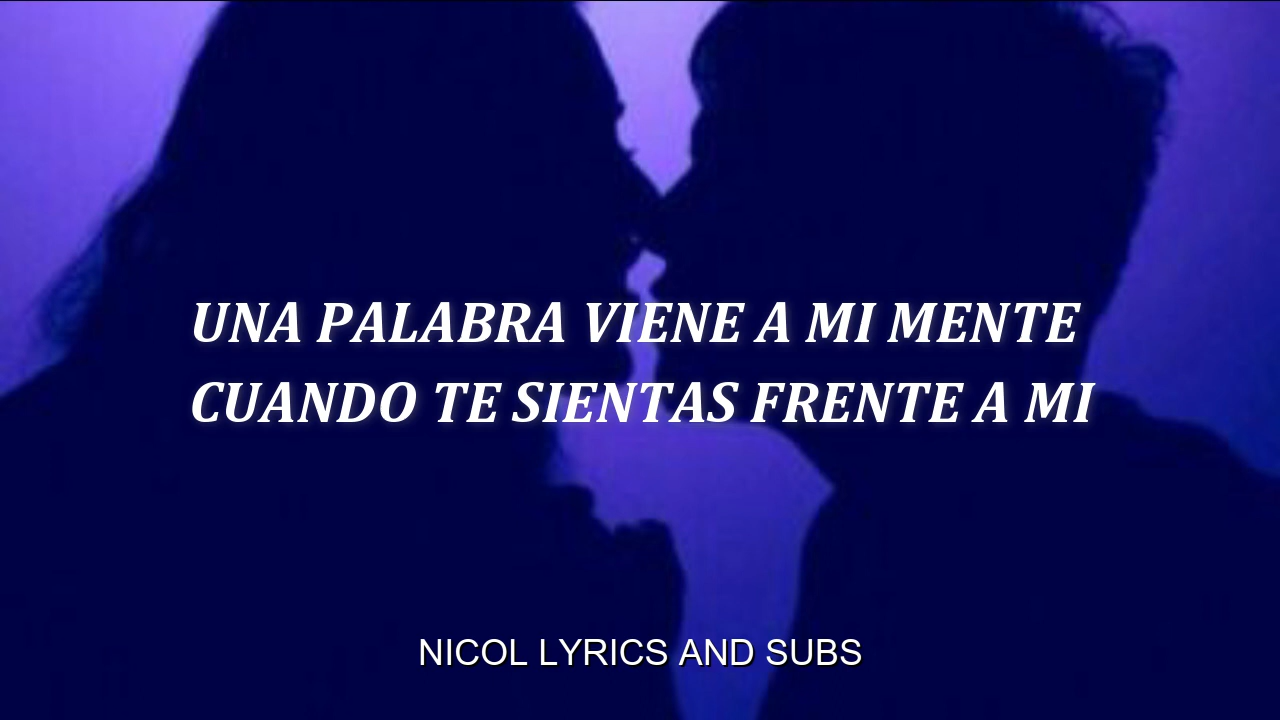 UNA PALABRA VIENE A MI MENTE
CUANDO TE SIENTAS FRENTE A MI
NICOL LYRICS AND SUBS